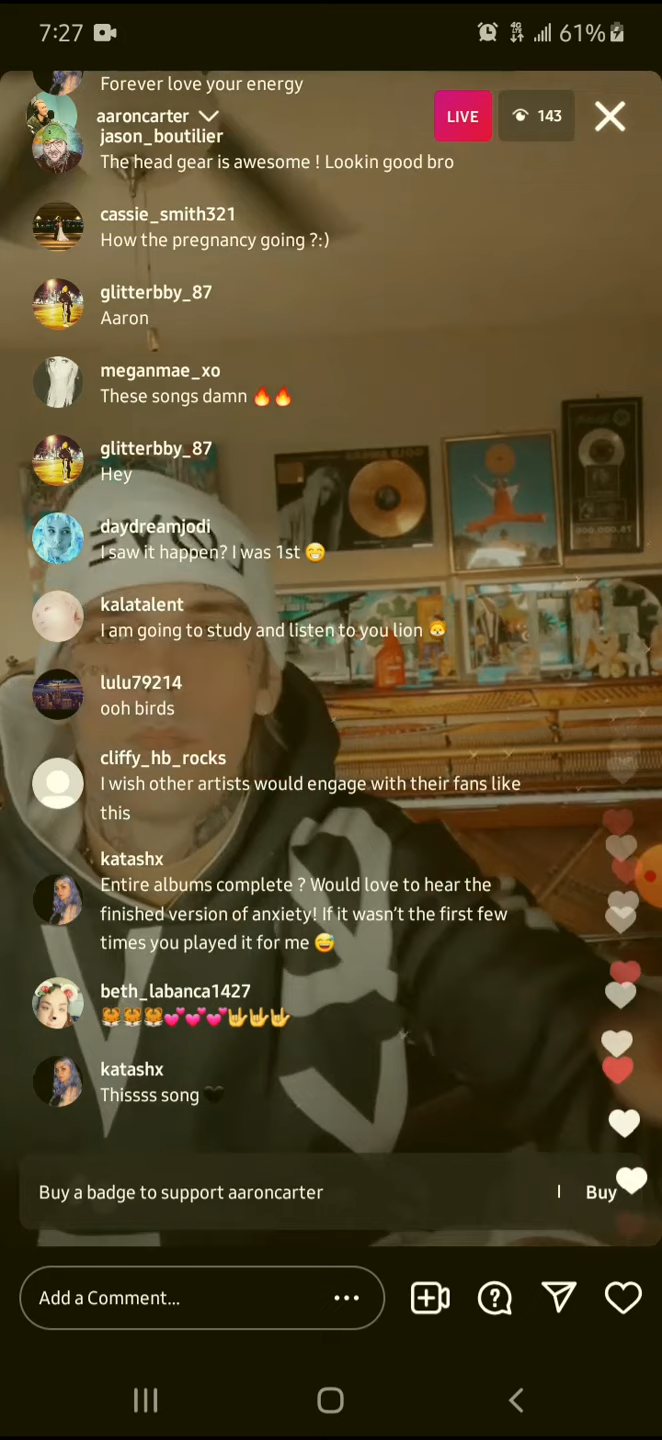 7:27
4G
61%
Forever love your energy
aaroncarter
LIVE
143
jason_boutilier
The head gear is awesome ! Lookin good bro
cassie_smith321
How the pregnancy going ?:)
glitterbby_87
Aaron
meganmae_xo
These songs damn 🔥🔥
glitterbby_87
Hey
daydreamjodi
I saw it happen? I was 1st 😁
kalatalent
I am going to study and listen to you lion 🦁
lulu79214
ooh birds
cliffy_hb_rocks
I wish other artists would engage with their fans like
this
katashx
Entire albums complete ? Would love to hear the
finished version of anxiety! If it wasn’t the first few
times you played it for me 😅
beth_labanca1427
🐯🐯🐯💕💕💕🤟🤟🤟
katashx
Thissss song 🖤
Buy a badge to support aaroncarter
| Buy
Add a Comment...